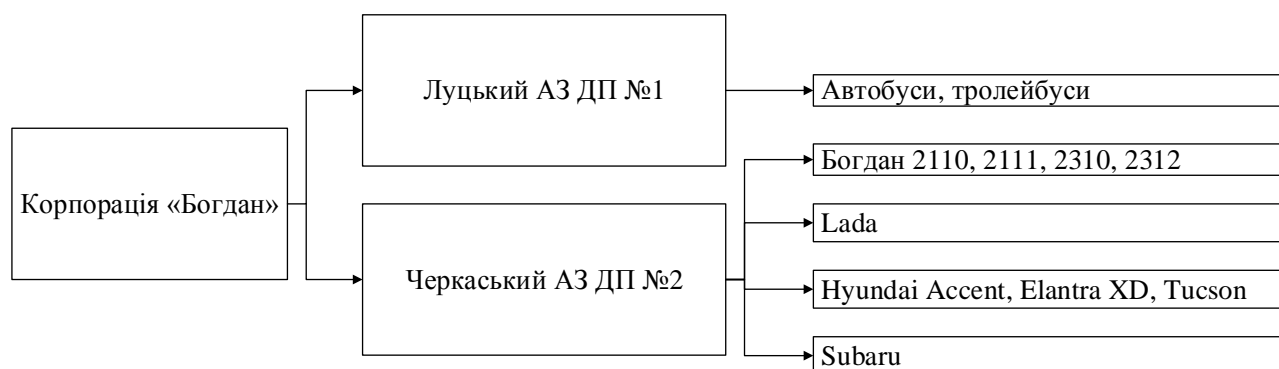 Корпорація «Богдан»
Луцький АЗ ДП №1
Черкаський АЗ ДП №2
Автобуси, тролейбуси
Богдан 2110, 2111, 2310, 2312
Lada
Hyundai Accent, Elantra XD, Tucson
Subaru